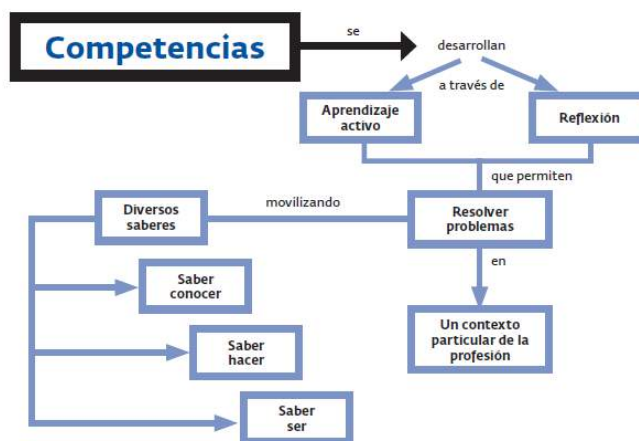 Competencias
se
desarrollan
a través de
Aprendizaje
activo
Reflexión
que permiten
Diversos
saberes
movilizando
Resolver
problemas
Saber
conocer
en
Saber
hacer
Un contexto
particular de la
profesión
Saber
ser